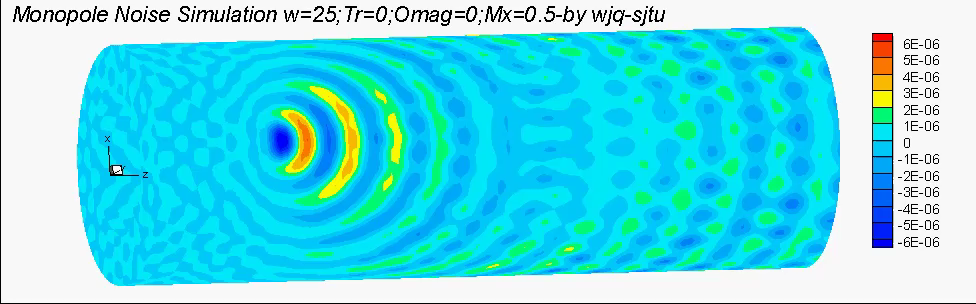 Monopole Noise Simulation w=25;Tr=0;Omag=0;Mx=0.5-by wjq-sjtu
6E-06
5E-06
4E-06
3E-06
2E-06
1E-06
0
-1E-06
-2E-06
-3E-06
-4E-06
-5E-06
-6E-06
X
Z